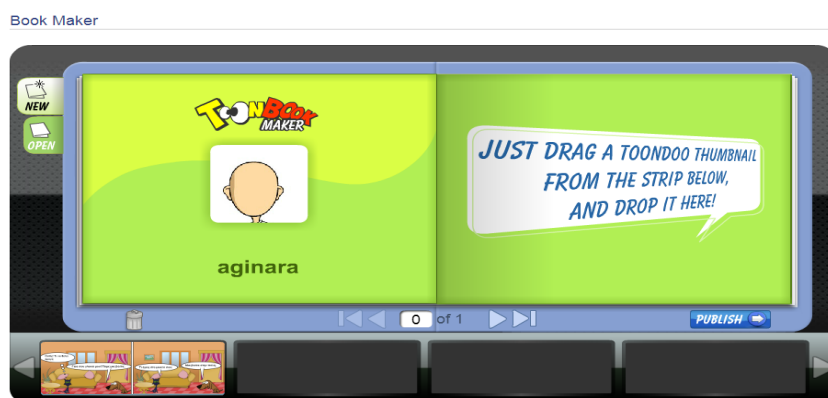 Book Maker
NEW
OPEN
TOONBOOK
MAKER
aginara
JUST DRAG A TOONDOO THUMBNAIL
FROM THE STRIP BELOW,
AND DROP IT HERE!
0 of 1
PUBLISH